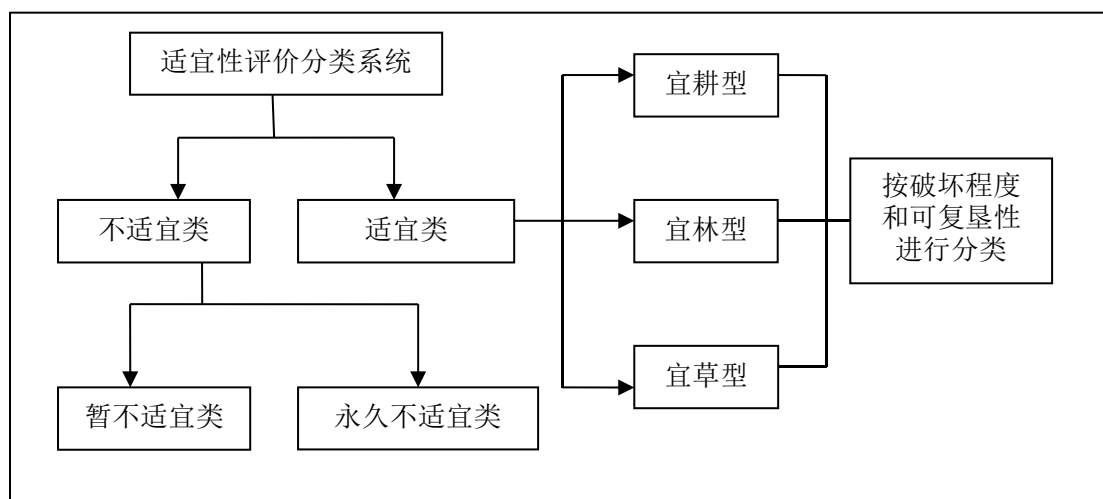 适宜性评价分类系统
宜耕型
不适宜类
适宜类
宜林型
按破坏程度
和可复垦性
进行分类
宜草型
暂不适宜类
永久不适宜类